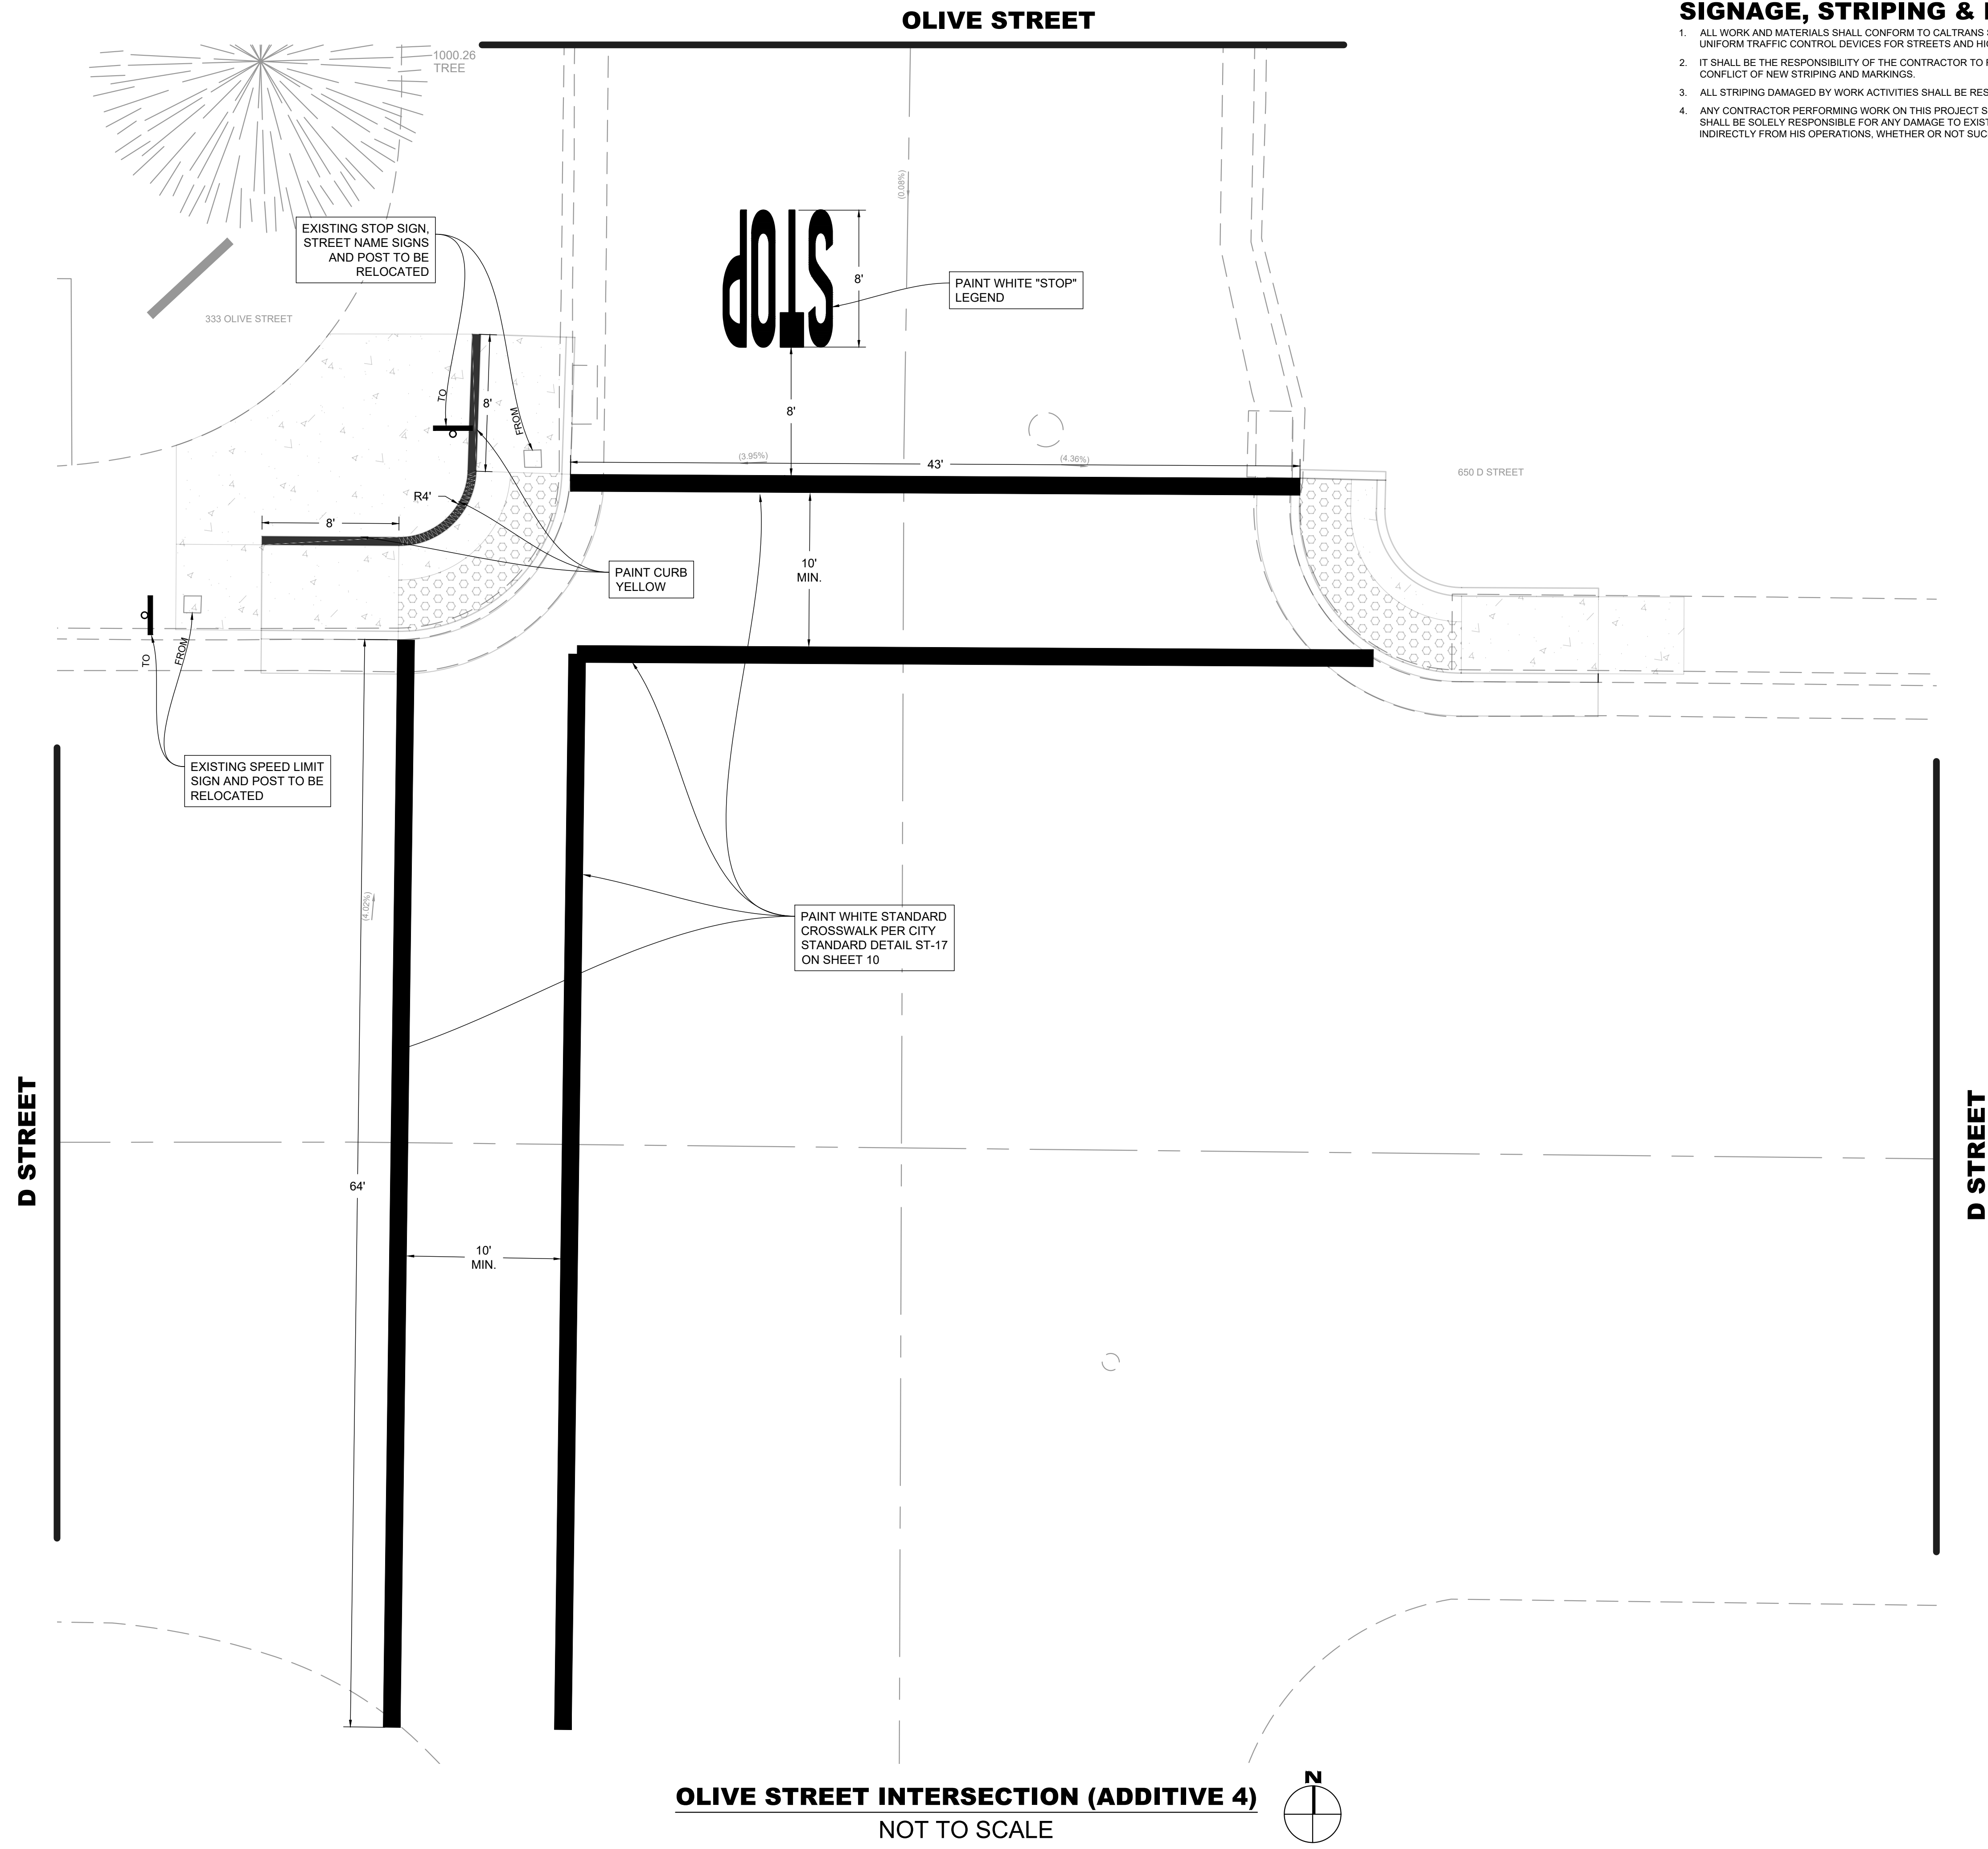 OLIVE STREET
SIGNAGE, STRIPING &
1. ALL WORK AND MATERIALS SHALL CONFORM TO CALTRANS
UNIFORM TRAFFIC CONTROL DEVICES FOR STREETS AND
2. IT SHALL BE THE RESPONSIBILITY OF THE CONTRACTOR TO
CONFLICT OF NEW STRIPING AND MARKINGS.
3. ALL STRIPING DAMAGED BY WORK ACTIVITIES SHALL BE
4. ANY CONTRACTOR PERFORMING WORK ON THIS PROJECT
SHALL BE SOLELY RESPONSIBLE FOR ANY DAMAGE TO
INDIRECTLY FROM HIS OPERATIONS, WHETHER OR NOT
1000.26
TREE
(0.08%)
EXISTING STOP SIGN,
STREET NAME SIGNS
AND POST TO BE
RELOCATED
STOP
8'
PAINT WHITE "STOP"
LEGEND
333 OLIVE STREET
TO
8'
FROM
8'
(3.95%)
43'
(4.36%)
650 D STREET
R4'
8'
10'
MIN.
PAINT CURB
YELLOW
TO
FROM
EXISTING SPEED LIMIT
SIGN AND POST TO BE
RELOCATED
(4.02%)
PAINT WHITE STANDARD
CROSSWALK PER CITY
STANDARD DETAIL ST-17
ON SHEET 10
D STREET
D STREET
64'
10'
MIN.
OLIVE STREET INTERSECTION (ADDITIVE 4)
NOT TO SCALE
N